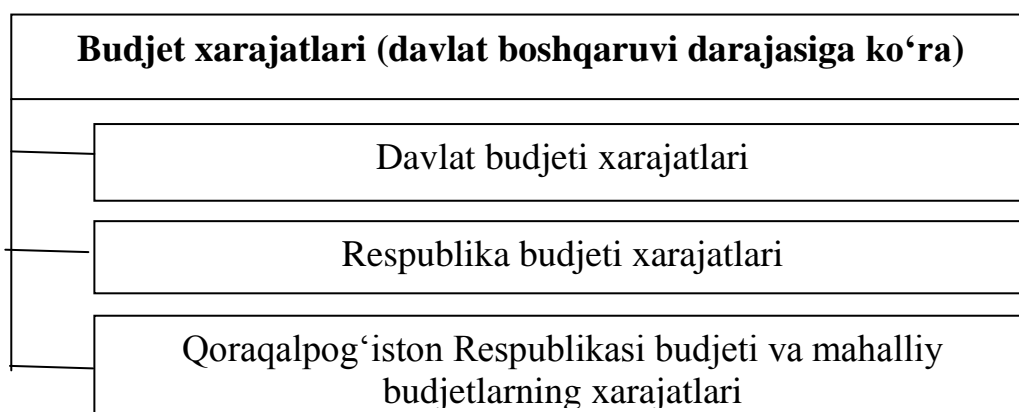 Budjet xarajatlari (davlat boshqaruvi darajasiga ko‘ra)
Davlat budjeti xarajatlari
Respublika budjeti xarajatlari
Qoraqalpog‘iston Respublikasi budjeti va mahalliy
budjetlarning xarajatlari